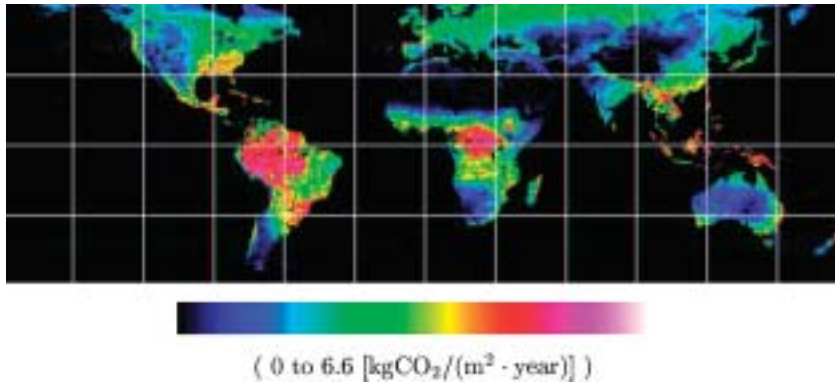 ( 0 to 6.6 [kgCO₂/(m² · year)] )